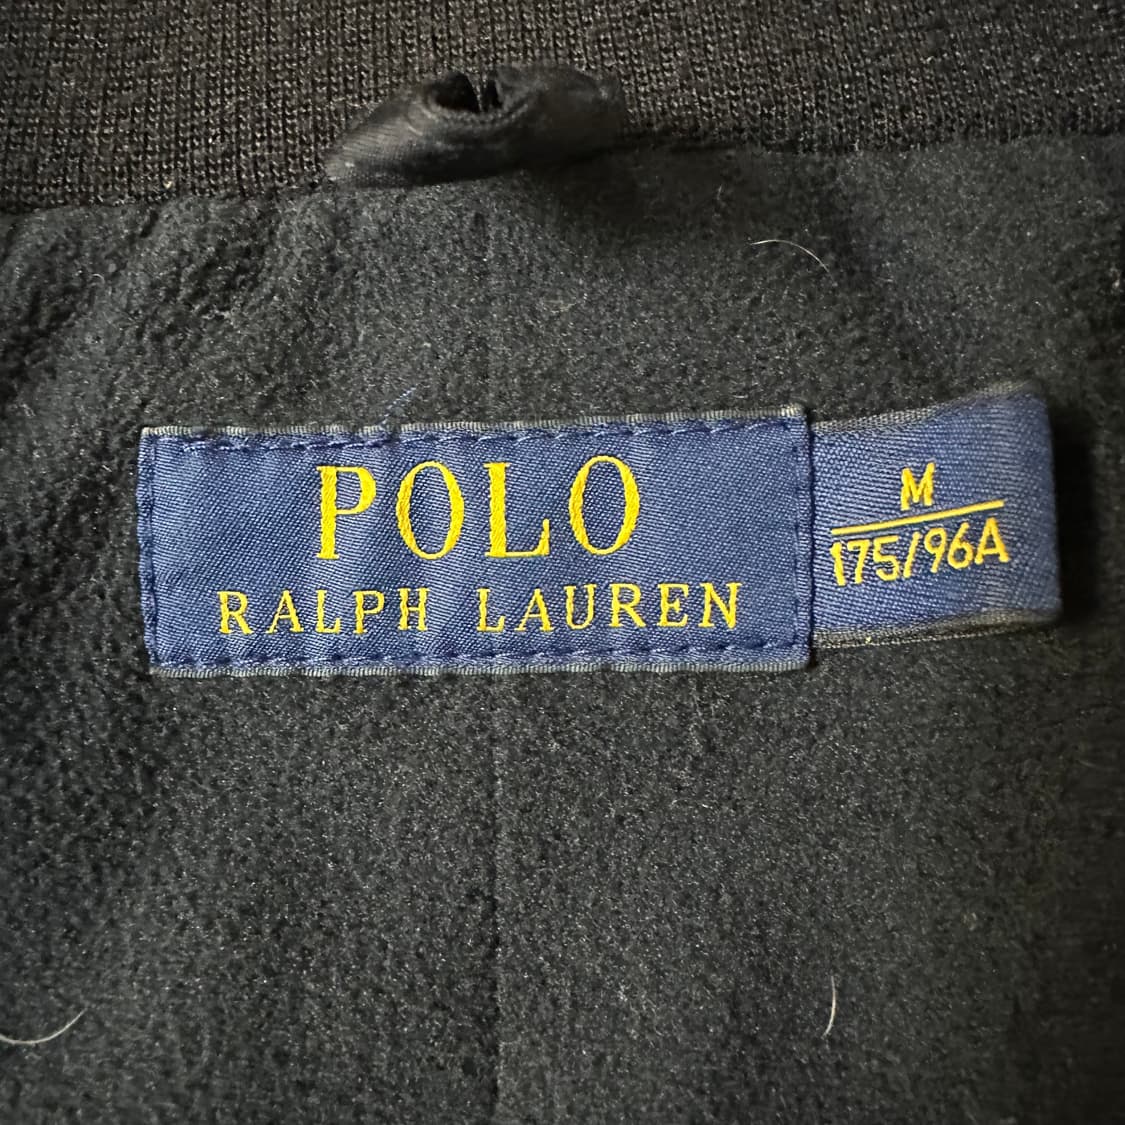 POLO
RALPH LAUREN
M
175/96A